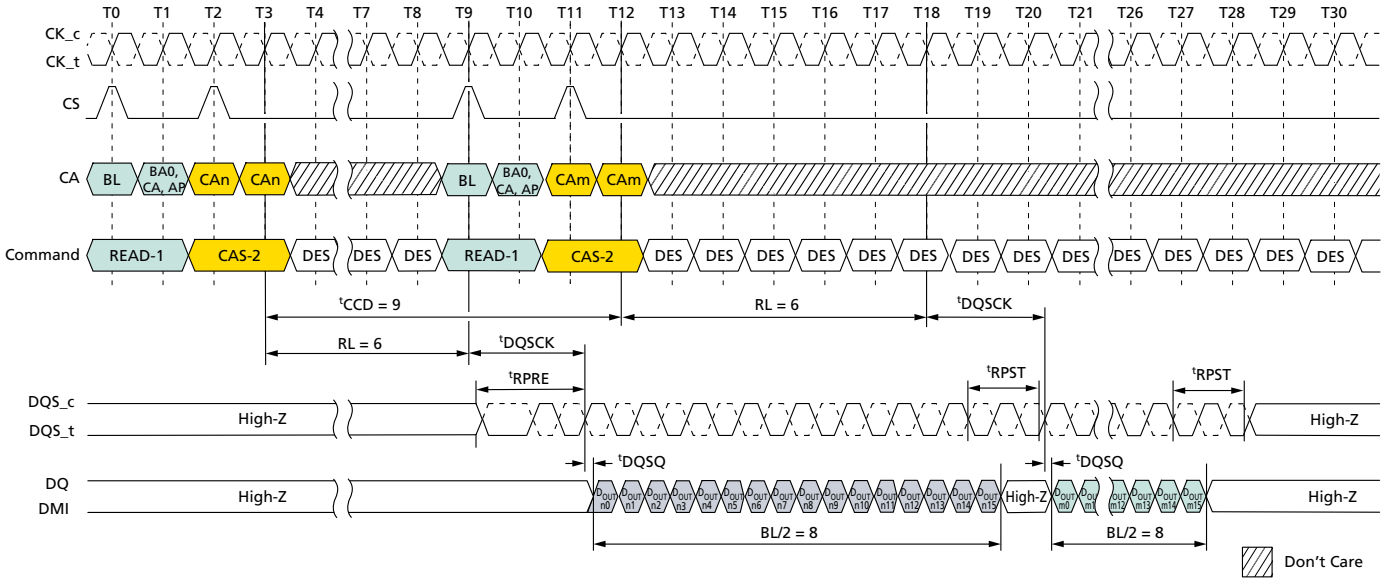 T0 T1 T2 T3 T4 T7 T8 T9 T10 T11 T12 T13 T14 T15 T16 T17 T18 T19 T20 T21 T26 T27 T28 T29 T30
CK_c
CK_t
CS
CA BL BA0, CA, AP CAn CAn BL BA0, CA, AP CAm CAm
Command READ-1 CAS-2 DES DES DES READ-1 CAS-2 DES DES DES DES DES DES DES DES DES DES DES DES DES DES
tCCD = 9 RL = 6 tDQSCK
RL = 6 tDQSCK
tRPRE tRPST tRPST
DQS_c
DQS_t High-Z High-Z
tDQSQ tDQSQ
DQ
DMI High-Z DOUT n0 DOUT n1 DOUT n2 DOUT n3 DOUT n4 DOUT n5 DOUT n6 DOUT n7 DOUT n8 DOUT n9 DOUT n10 DOUT n11 DOUT n12 DOUT n13 DOUT n14 DOUT n15 High-Z DOUT m0 DOUT m1 DOUT m12 DOUT m13 DOUT m14 DOUT m15 High-Z
BL/2 = 8 BL/2 = 8
Don't Care